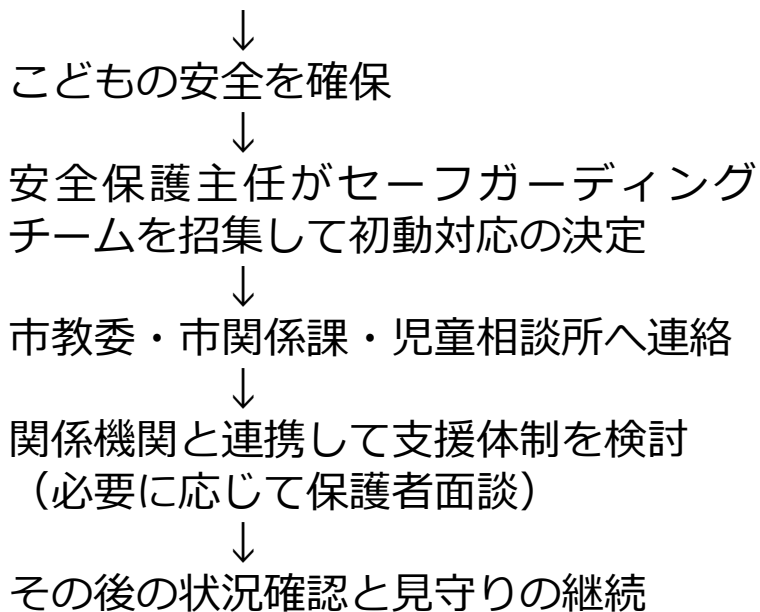 ↓
こどもの安全を確保
↓
安全保護主任がセーフガーディング
チームを招集して初動対応の決定
↓
市教委・市関係課・児童相談所へ連絡
↓
関係機関と連携して支援体制を検討
（必要に応じて保護者面談）
↓
その後の状況確認と見守りの継続